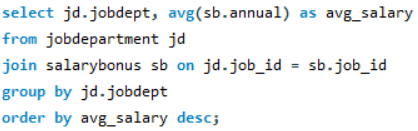 select jd.jobdept, avg(sb.annual) as avg_salary
from jobdepartment jd
join salarybonus sb on jd.job_id = sb.job_id
group by jd.jobdept
order by avg_salary desc;